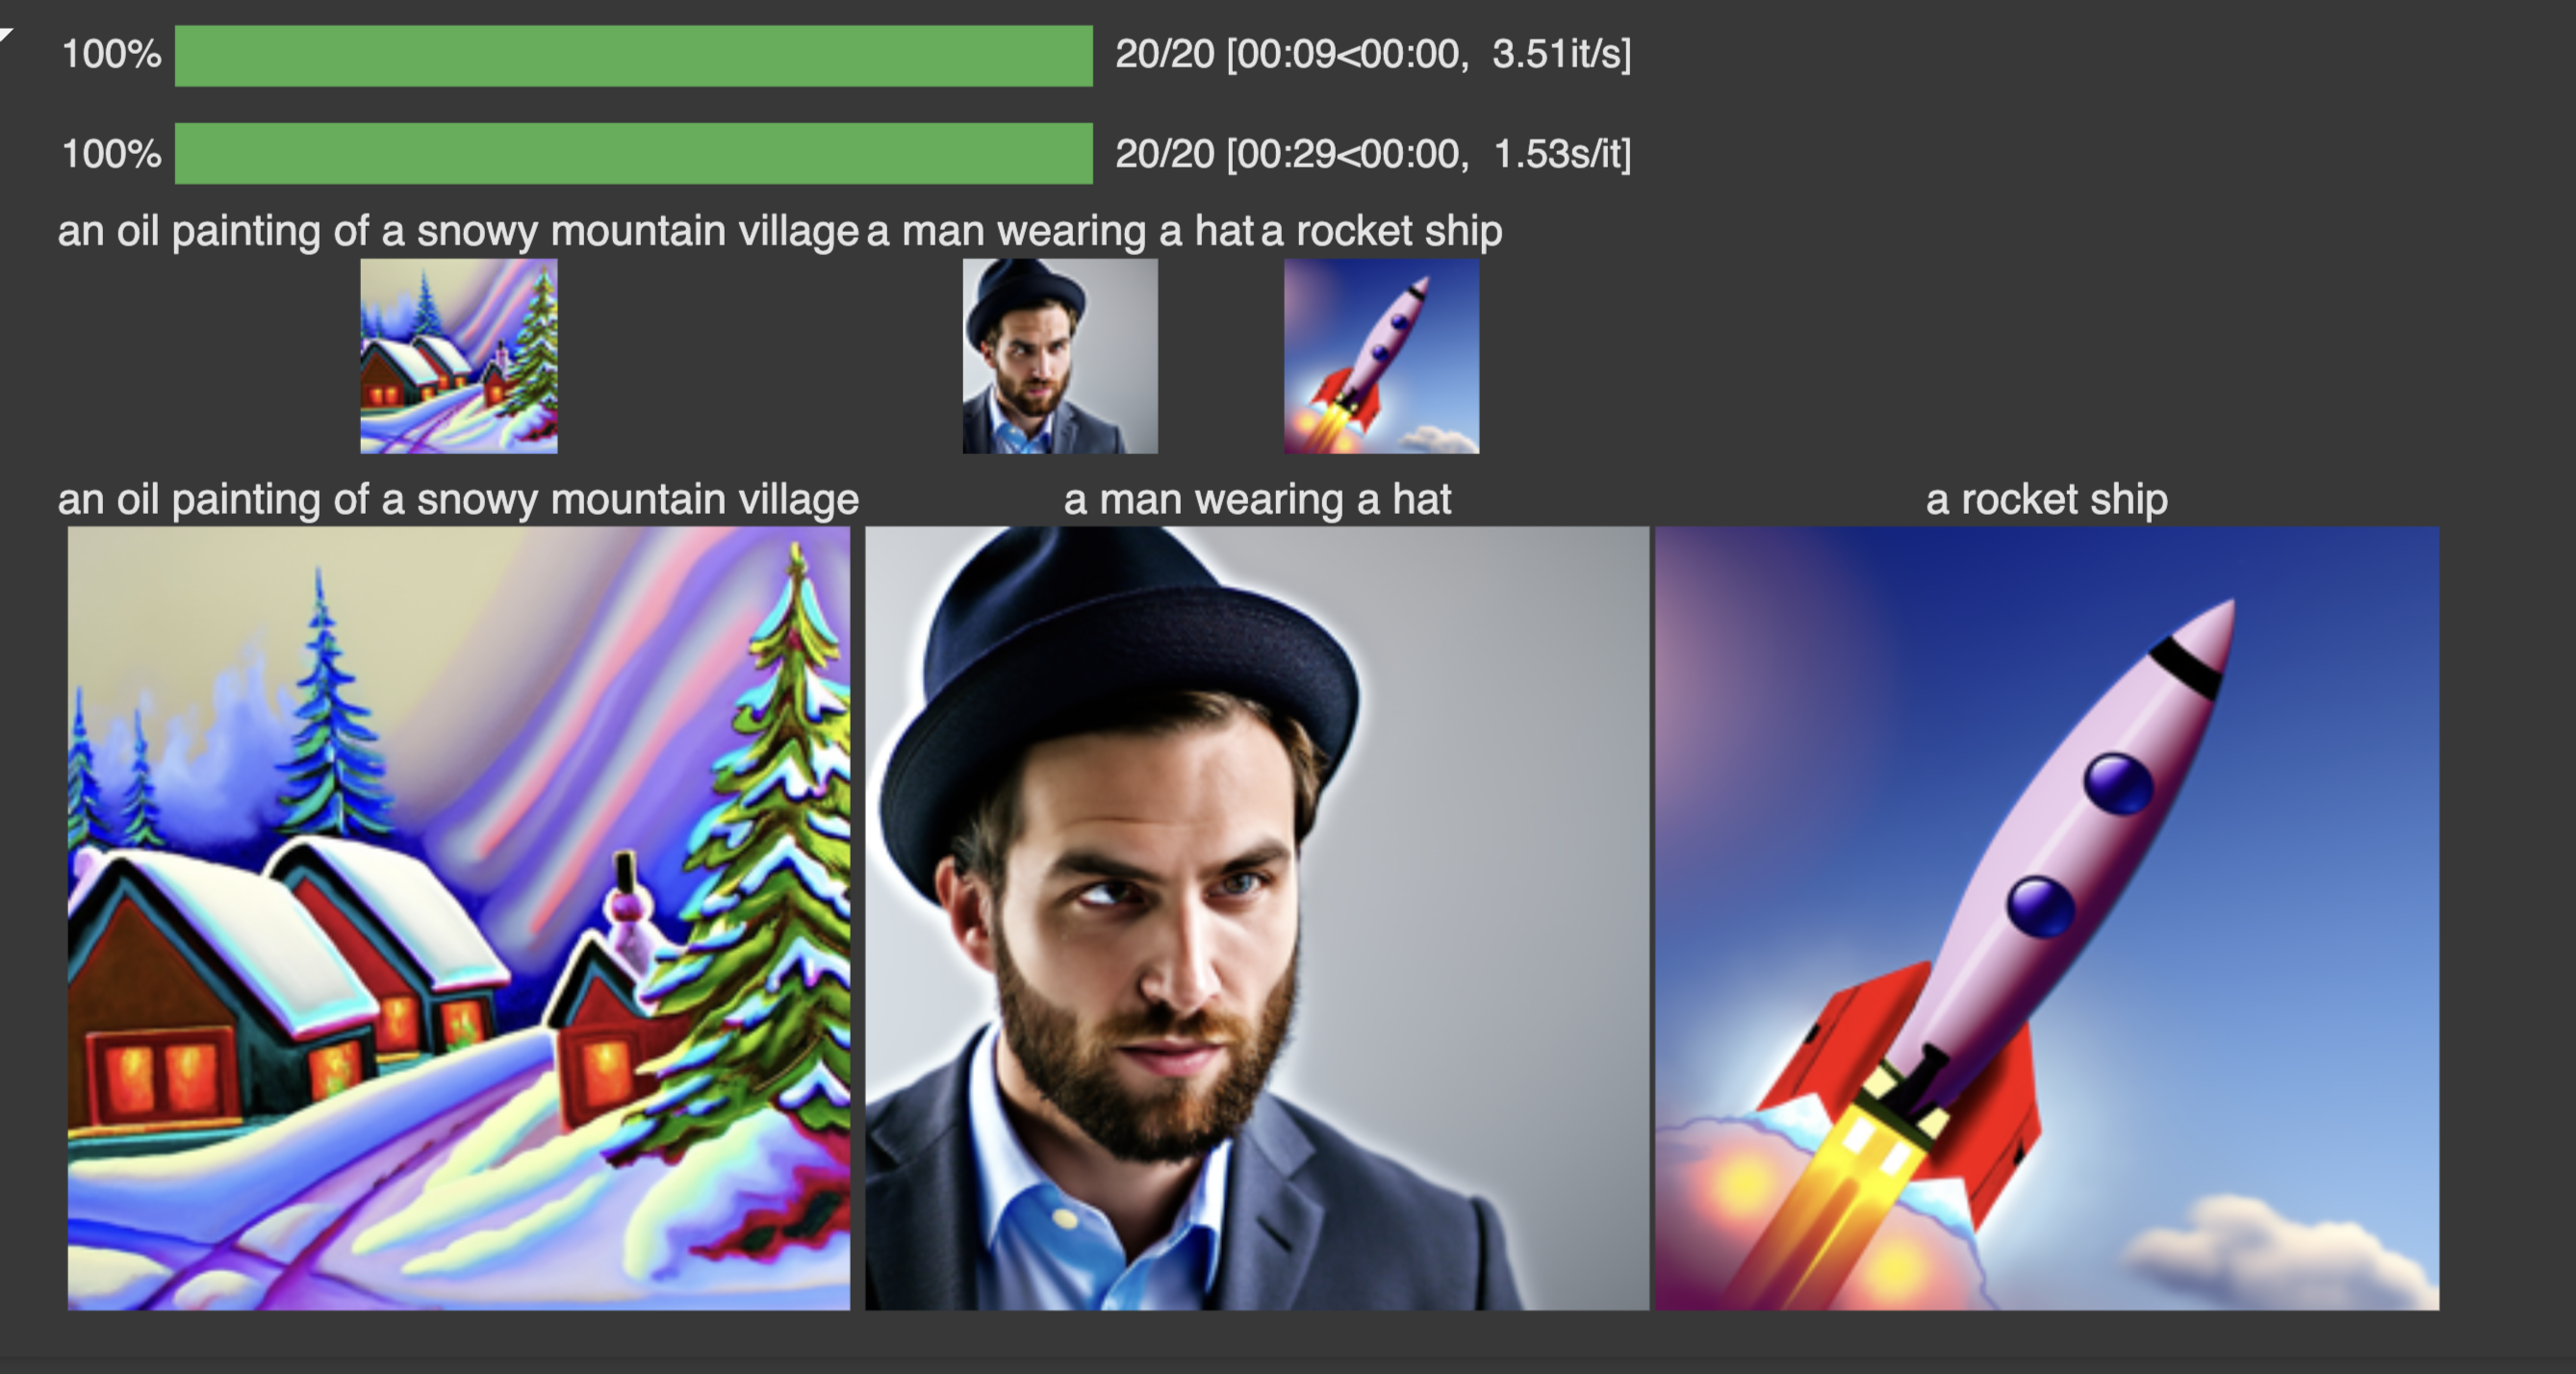 100% 20/20 [00:09<00:00, 3.51it/s]
100% 20/20 [00:29<00:00, 1.53s/it]
an oil painting of a snowy mountain village a man wearing a hat a rocket ship
an oil painting of a snowy mountain village a man wearing a hat a rocket ship